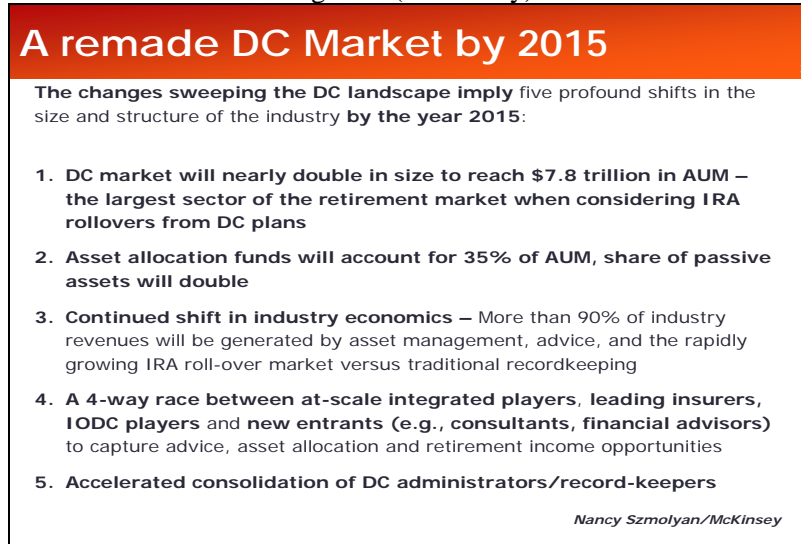 A remade DC Market by 2015
The changes sweeping the DC landscape imply five profound shifts in the
size and structure of the industry by the year 2015:
1. DC market will nearly double in size to reach $7.8 trillion in AUM –
the largest sector of the retirement market when considering IRA
rollovers from DC plans
2. Asset allocation funds will account for 35% of AUM, share of passive
assets will double
3. Continued shift in industry economics – More than 90% of industry
revenues will be generated by asset management, advice, and the rapidly
growing IRA roll-over market versus traditional recordkeeping
4. A 4-way race between at-scale integrated players, leading insurers,
IODC players and new entrants (e.g., consultants, financial advisors)
to capture advice, asset allocation and retirement income opportunities
5. Accelerated consolidation of DC administrators/record-keepers
Nancy Szmolyan/McKinsey